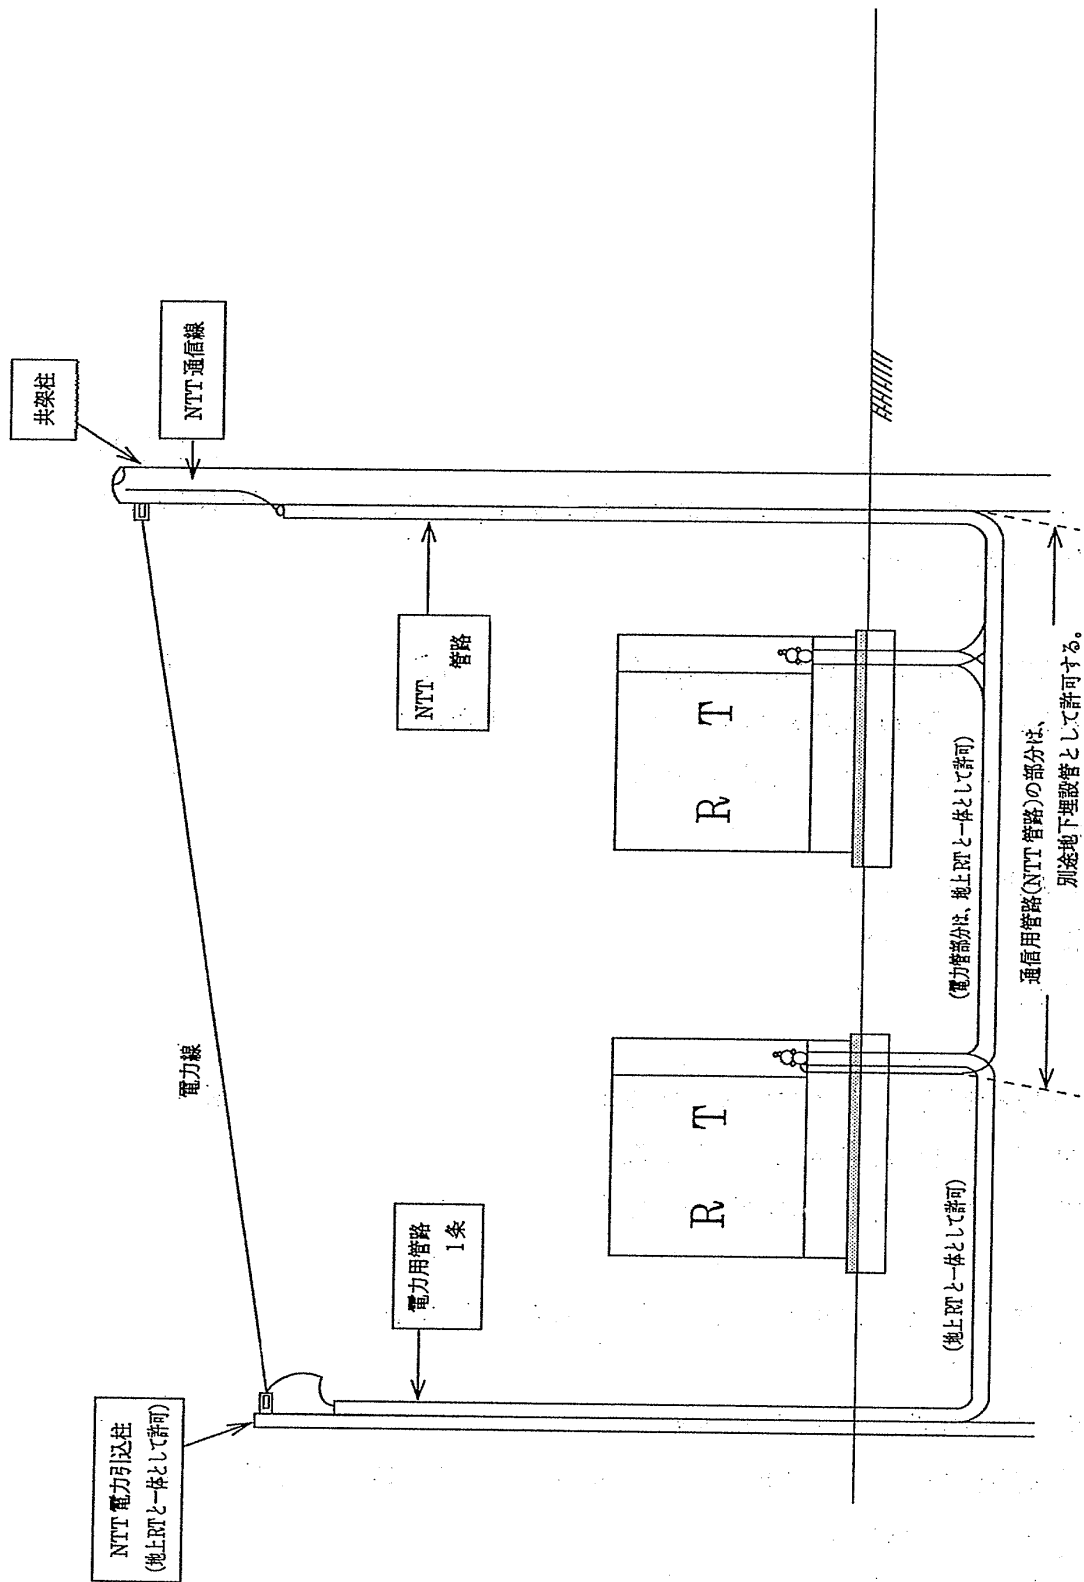 NTT 電力引込柱
(地上RTと一体として許可)
電力線
共架柱
NTT 通信線
電力用管路
1条
NTT 管路
R T
R T
(地上RTと一体として許可)
(電力管部分は、地上RTと一体として許可)
通信用管路(NTT 管路)の部分は、
別途地下埋設管として許可する。